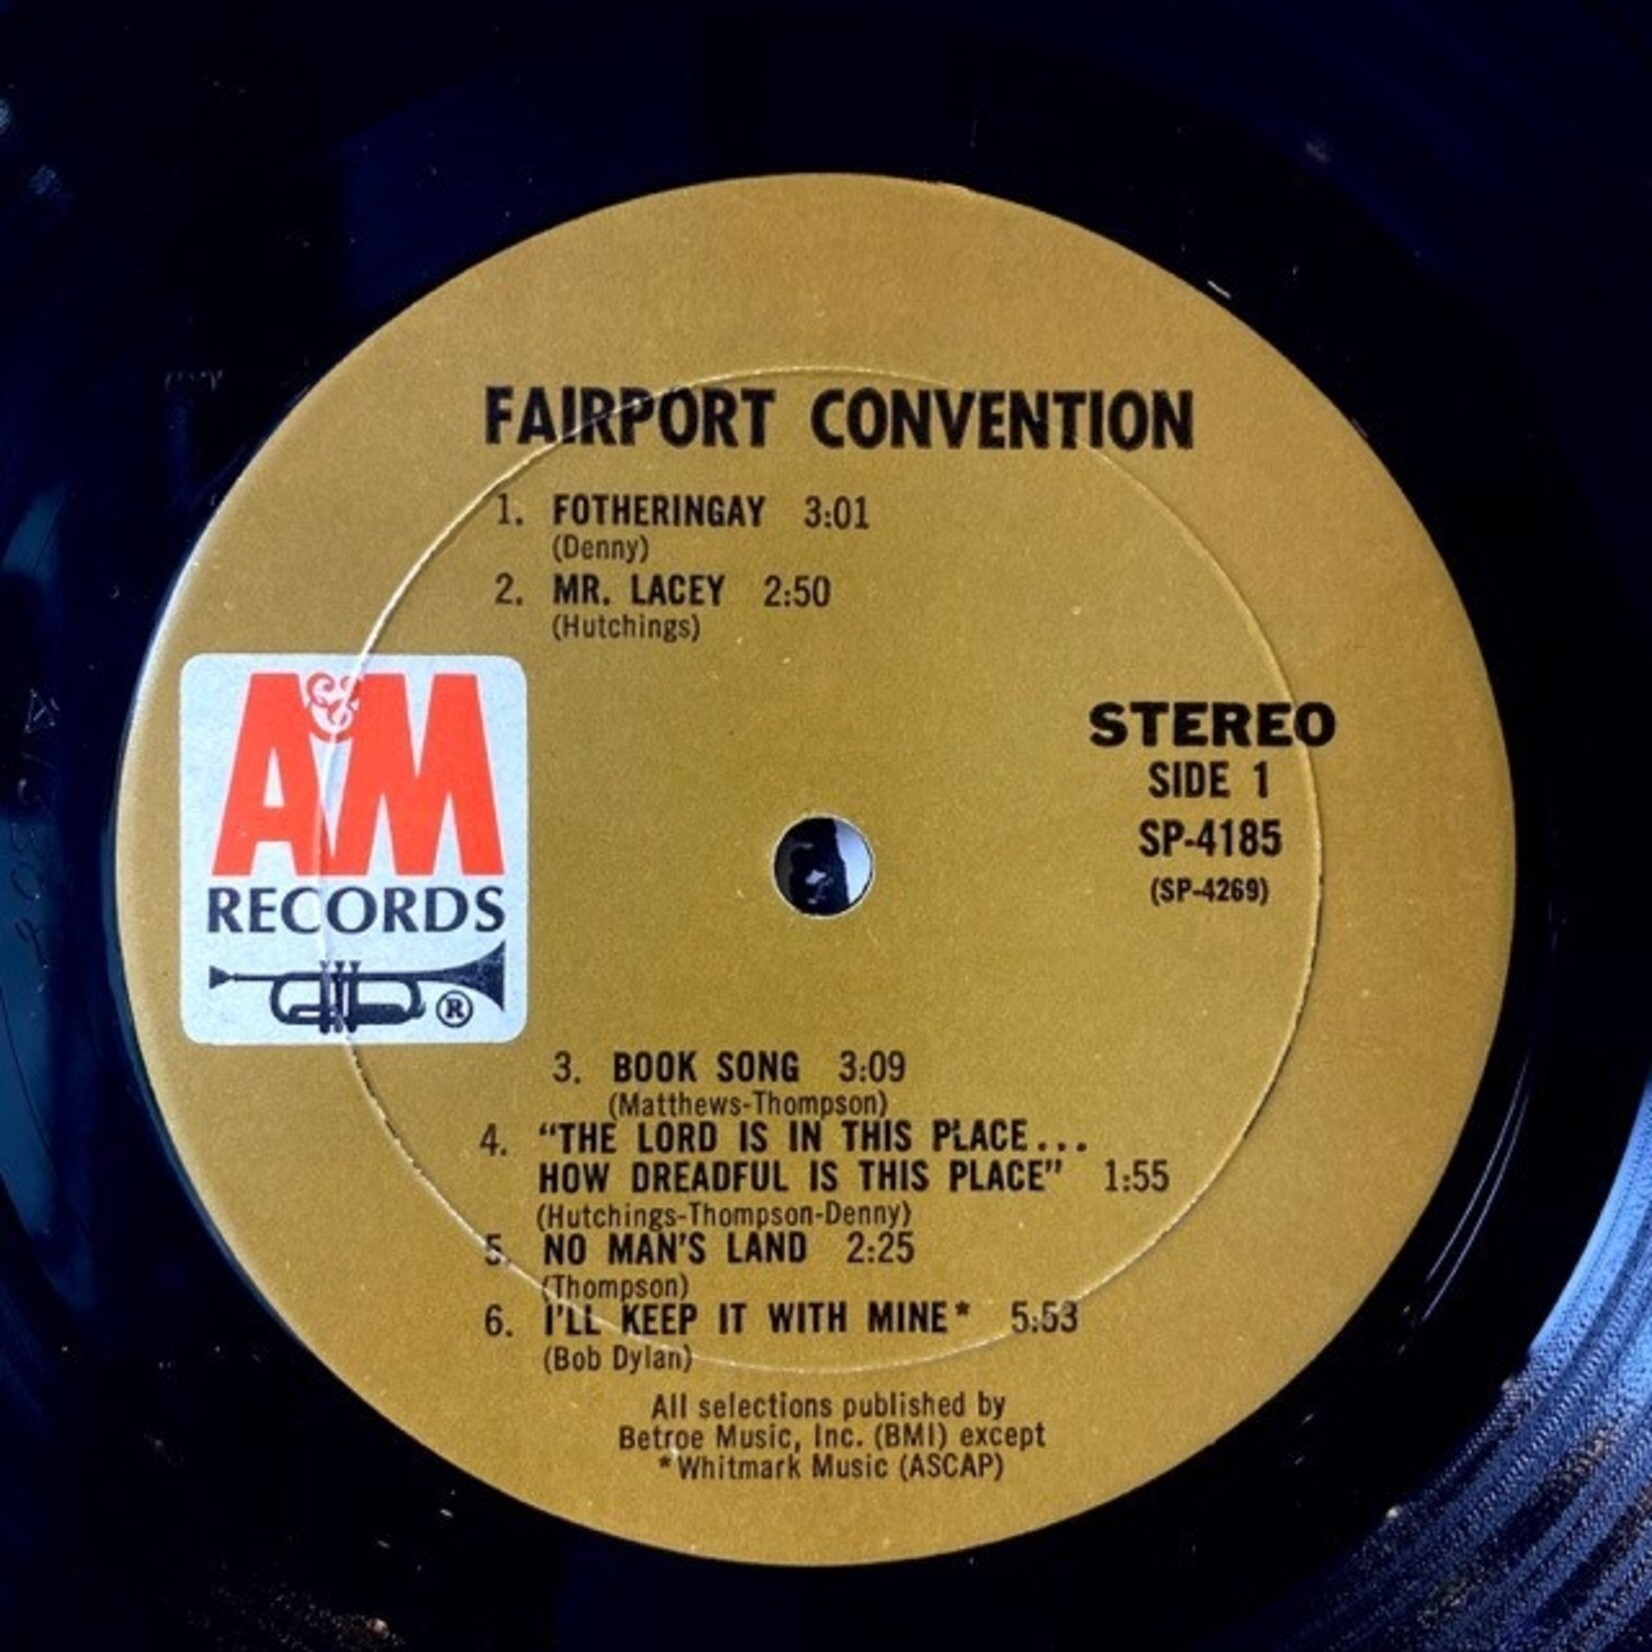 FAIRPORT CONVENTION
1. FOTHERINGAY 3:01
(Denny)
2. MR. LACEY 2:50
(Hutchings)
A&M
RECORDS
®
STEREO
SIDE 1
SP-4185
(SP-4269)
3. BOOK SONG 3:09
(Matthews-Thompson)
4. “THE LORD IS IN THIS PLACE...
HOW DREADFUL IS THIS PLACE” 1:55
(Hutchings-Thompson-Denny)
5. NO MAN'S LAND 2:25
(Thompson)
6. I'LL KEEP IT WITH MINE* 5:53
(Bob Dylan)
All selections published by
Betroe Music, Inc. (BMI) except
*Whitmark Music (ASCAP)